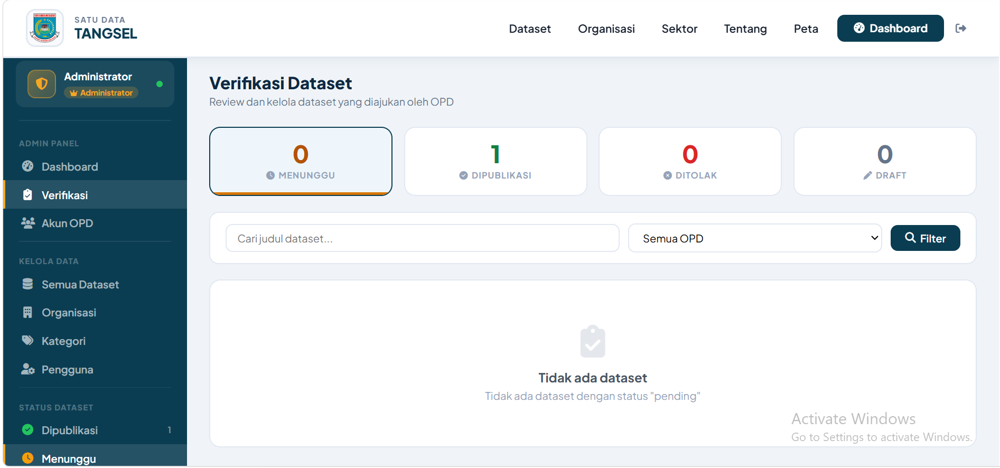 SATU DATA
TANGSEL
Dataset
Organisasi
Sektor
Tentang
Peta
Dashboard
Administrator
Administrator
ADMIN PANEL
Dashboard
Verifikasi
Akun OPD
KELOLA DATA
Semua Dataset
Organisasi
Kategori
Pengguna
STATUS DATASET
Dipublikasi 1
Menunggu
Verifikasi Dataset
Review dan kelola dataset yang diajukan oleh OPD
0
MENUNGGU
1
DIPUBLIKASI
0
DITOLAK
0
DRAFT
Cari judul dataset...
Semua OPD
Filter
Tidak ada dataset
Tidak ada dataset dengan status "pending"
Activate Windows
Go to Settings to activate Windows.